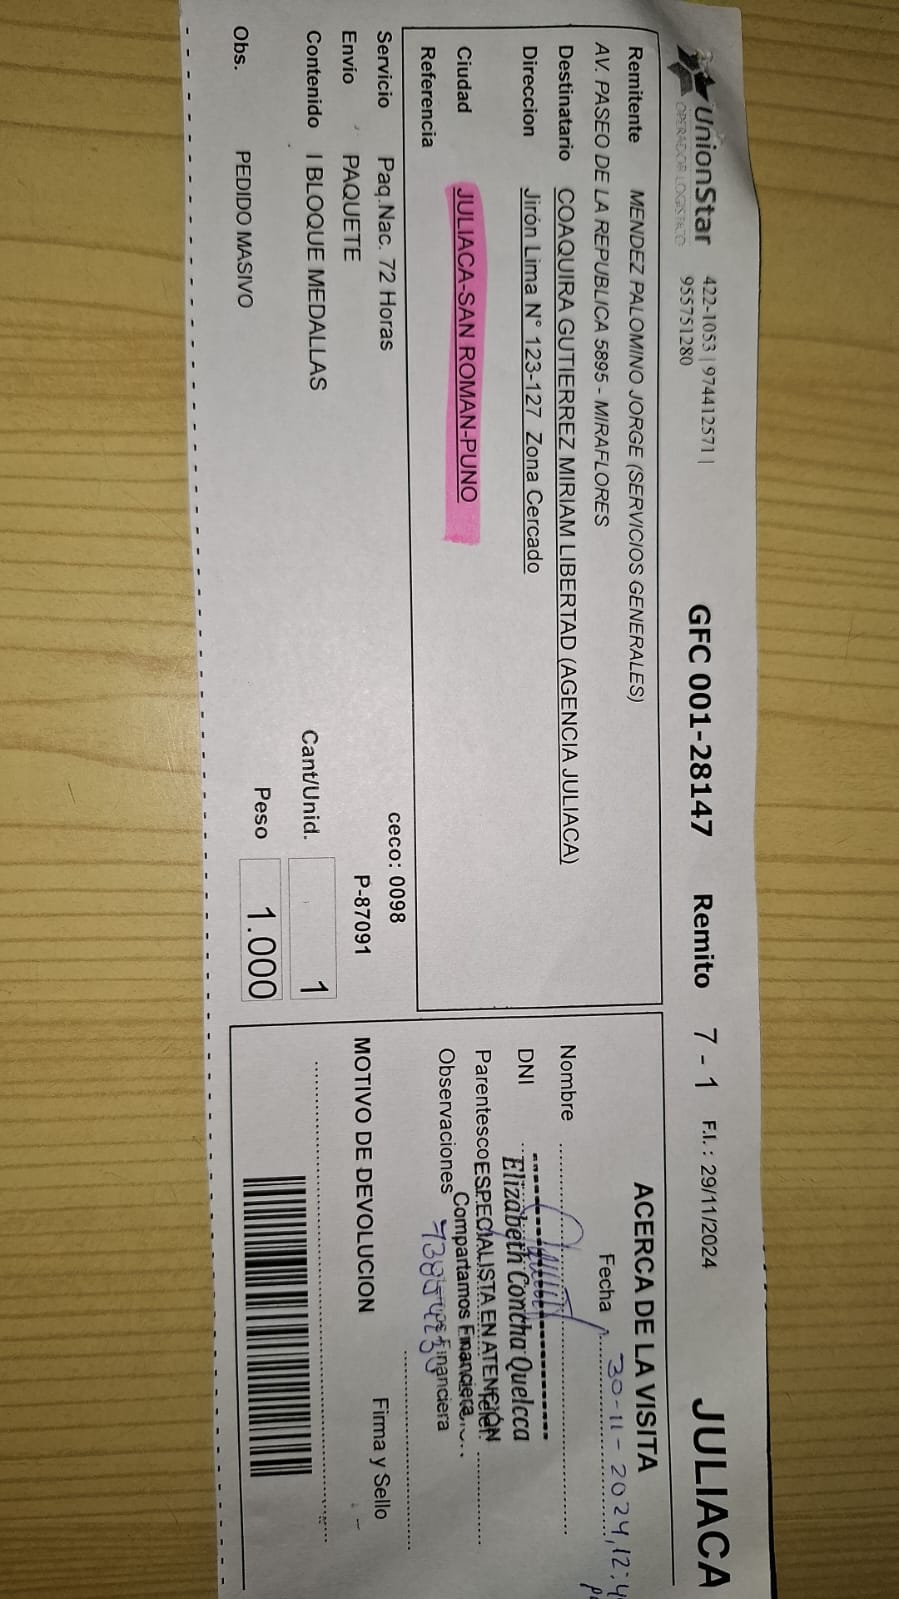 UnionStar
OPERADOR LOGISTICO
422-1053 | 974412571 |
955751280
GFC 001-28147 Remito 7 - 1 F.I. : 29/11/2024 JULIACA
Remitente MENDEZ PALOMINO JORGE (SERVICIOS GENERALES)
AV. PASEO DE LA REPUBLICA 5895 - MIRAFLORES
Destinatario COAQUIRA GUTIERREZ MIRIAM LIBERTAD (AGENCIA JULIACA)
Direccion Jirón Lima N° 123-127 Zona Cercado
Ciudad JULIACA-SAN ROMAN-PUNO
Referencia
Servicio Paq.Nac. 72 Horas ceco: 0098
Envio PAQUETE P-87091
Contenido I BLOQUE MEDALLAS Cant/Unid. 1
Obs. PEDIDO MASIVO Peso 1.000
ACERCA DE LA VISITA
Fecha 30-11-2024, 12:4
Nombre
DNI Elizabeth Concha Quelcca
Parentesco ESPECIALISTA EN ATENCIÓN
Observaciones Compartamos Financiera
Financiera
MOTIVO DE DEVOLUCION Firma y Sello